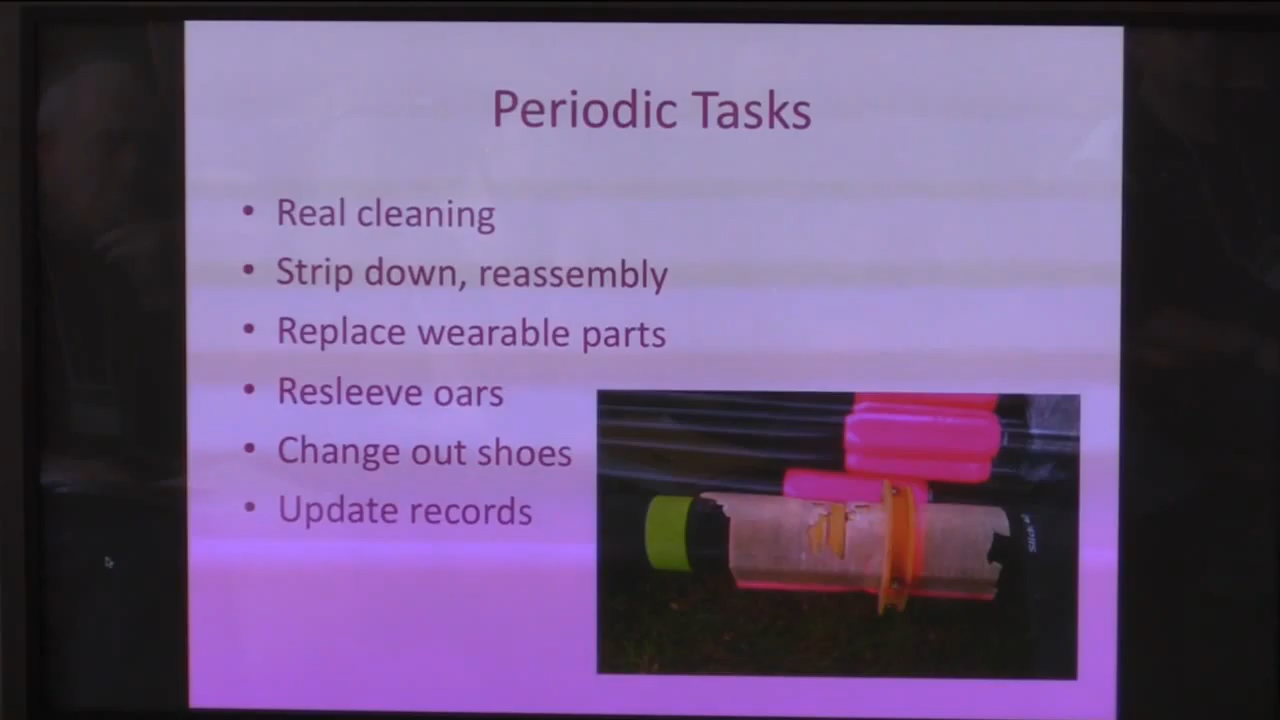 Periodic Tasks
• Real cleaning
• Strip down, reassembly
• Replace wearable parts
• Resleeve oars
• Change out shoes
• Update records